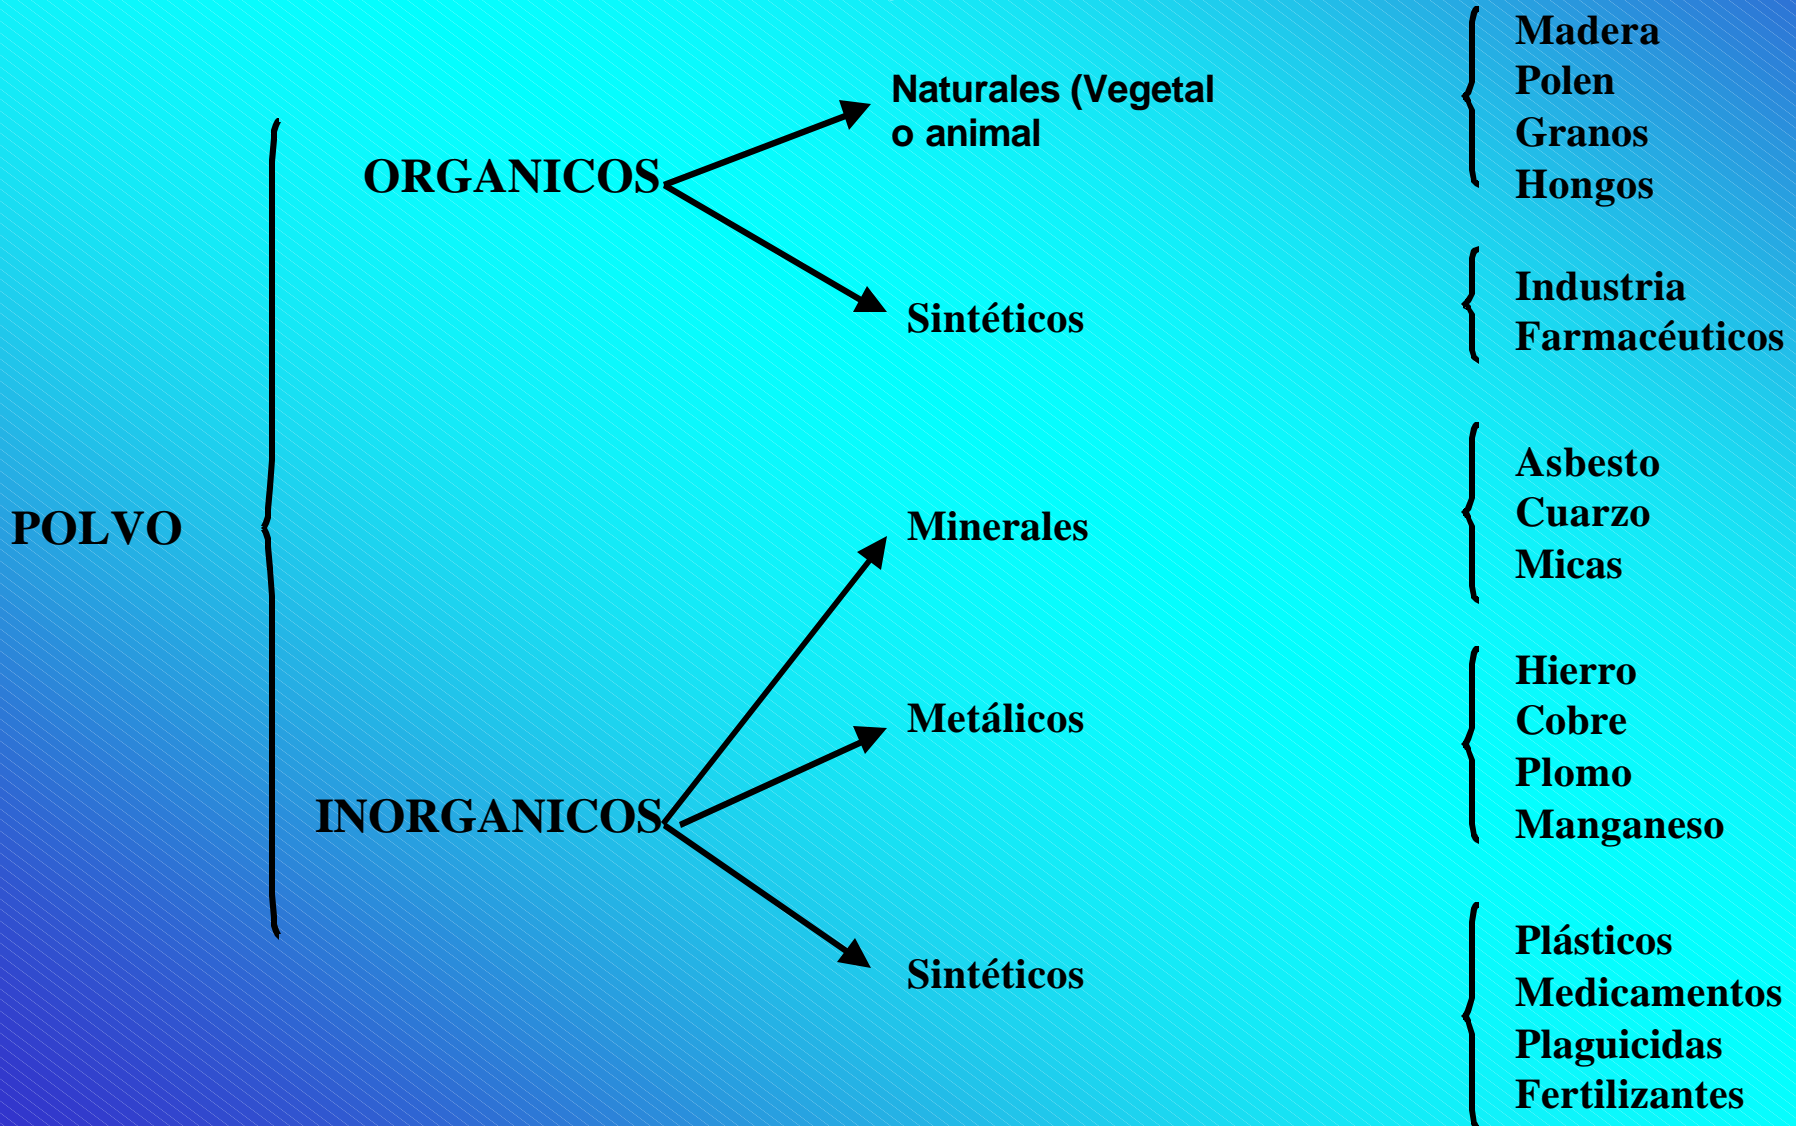 POLVO
ORGANICOS
Naturales (Vegetal
o animal
Madera
Polen
Granos
Hongos
Sintéticos
Industria
Farmacéuticos
INORGANICOS
Minerales
Asbesto
Cuarzo
Micas
Metálicos
Hierro
Cobre
Plomo
Manganeso
Sintéticos
Plásticos
Medicamentos
Plaguicidas
Fertilizantes